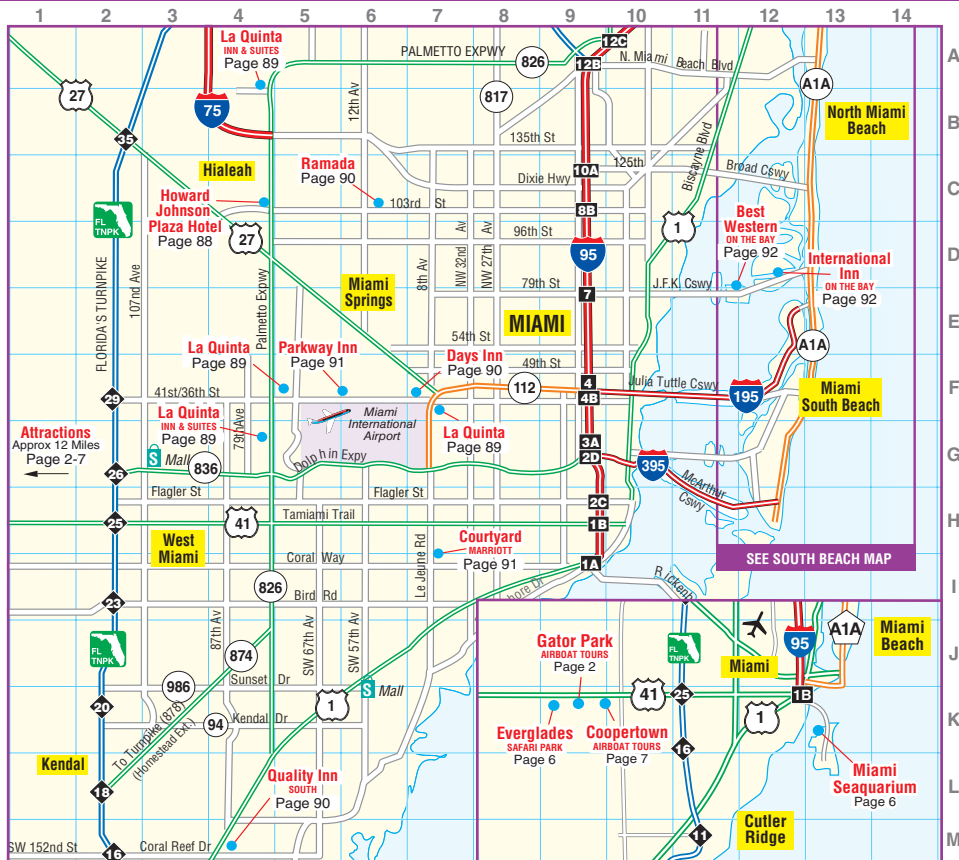 1 2 3 4 5 6 7 8 9 10 11 12 13 14
A
B
C
D
E
F
G
H
I
J
K
L
M
La Quinta
INN & SUITES
Page 89
PALMETTO EXPWY
826
12C
12B
N. Miami Beach Blvd
A1A
27
75
12th Av
817
North Miami
Beach
35
135th St
Biscayne Blvd
Hialeah
Ramada
Page 90
10A
125th
Broad Cswy
Dixie Hwy
FL
TNPK
Howard
Johnson
Plaza Hotel
Page 88
103rd St
8B
27
1
Best
Western
ON THE BAY
Page 92
96th St
95
International
Inn
ON THE BAY
Page 92
107nd Ave
FLORIDA'S TURNPIKE
Palmetto Expwy
Miami
Springs
8th Av
NW 32nd Av
NW 27th Av
79th St
7
J.F.K. Cswy
MIAMI
54th St
A1A
La Quinta
Page 89
Parkway Inn
Page 91
Days Inn
Page 90
49th St
29
41st/36th St
112
4
4B
Julia Tuttle Cswy
195
Miami
South Beach
La Quinta
INN & SUITES
Page 89
79th Ave
Miami
International
Airport
La Quinta
Page 89
Attractions
Approx 12 Miles
Page 2-7
S Mall
836
Dolphin Expy
3A
2D
395
McArthur
Cswy
26
Flagler St
Flagler St
2C
25
41
Tamiami Trail
1B
West
Miami
Coral Way
Le Jeune Rd
Courtyard
MARRIOTT
Page 91
1A
SEE SOUTH BEACH MAP
826
Bird Rd
hore Dr
Rickenb
23
FL
TNPK
87th Av
874
SW 67th Av
SW 57th Av
Sunset Dr
986
S Mall
1
20
94
Kendal Dr
To Turnpike (878)
(Homestead Ext.)
Kendal
18
Quality Inn
SOUTH
Page 90
SW 152nd St
16
Coral Reef Dr
Gator Park
AIRBOAT TOURS
Page 2
FL
TNPK
Miami
95
A1A
Miami
Beach
41
25
1B
1
Everglades
SAFARI PARK
Page 6
Coopertown
AIRBOAT TOURS
Page 7
16
Miami
Seaquarium
Page 6
11
Cutler
Ridge